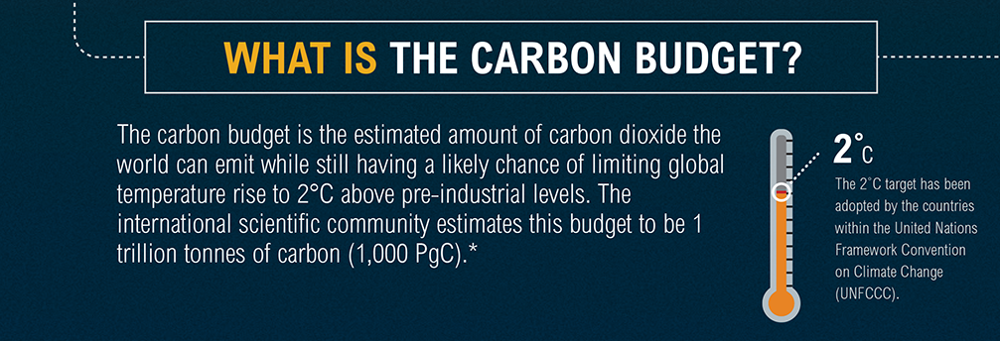 WHAT IS THE CARBON BUDGET?
The carbon budget is the estimated amount of carbon dioxide the
world can emit while still having a likely chance of limiting global
temperature rise to 2°C above pre-industrial levels. The
international scientific community estimates this budget to be 1
trillion tonnes of carbon (1,000 PgC).*
2°C
The 2°C target has been
adopted by the countries
within the United Nations
Framework Convention
on Climate Change
(UNFCCC).